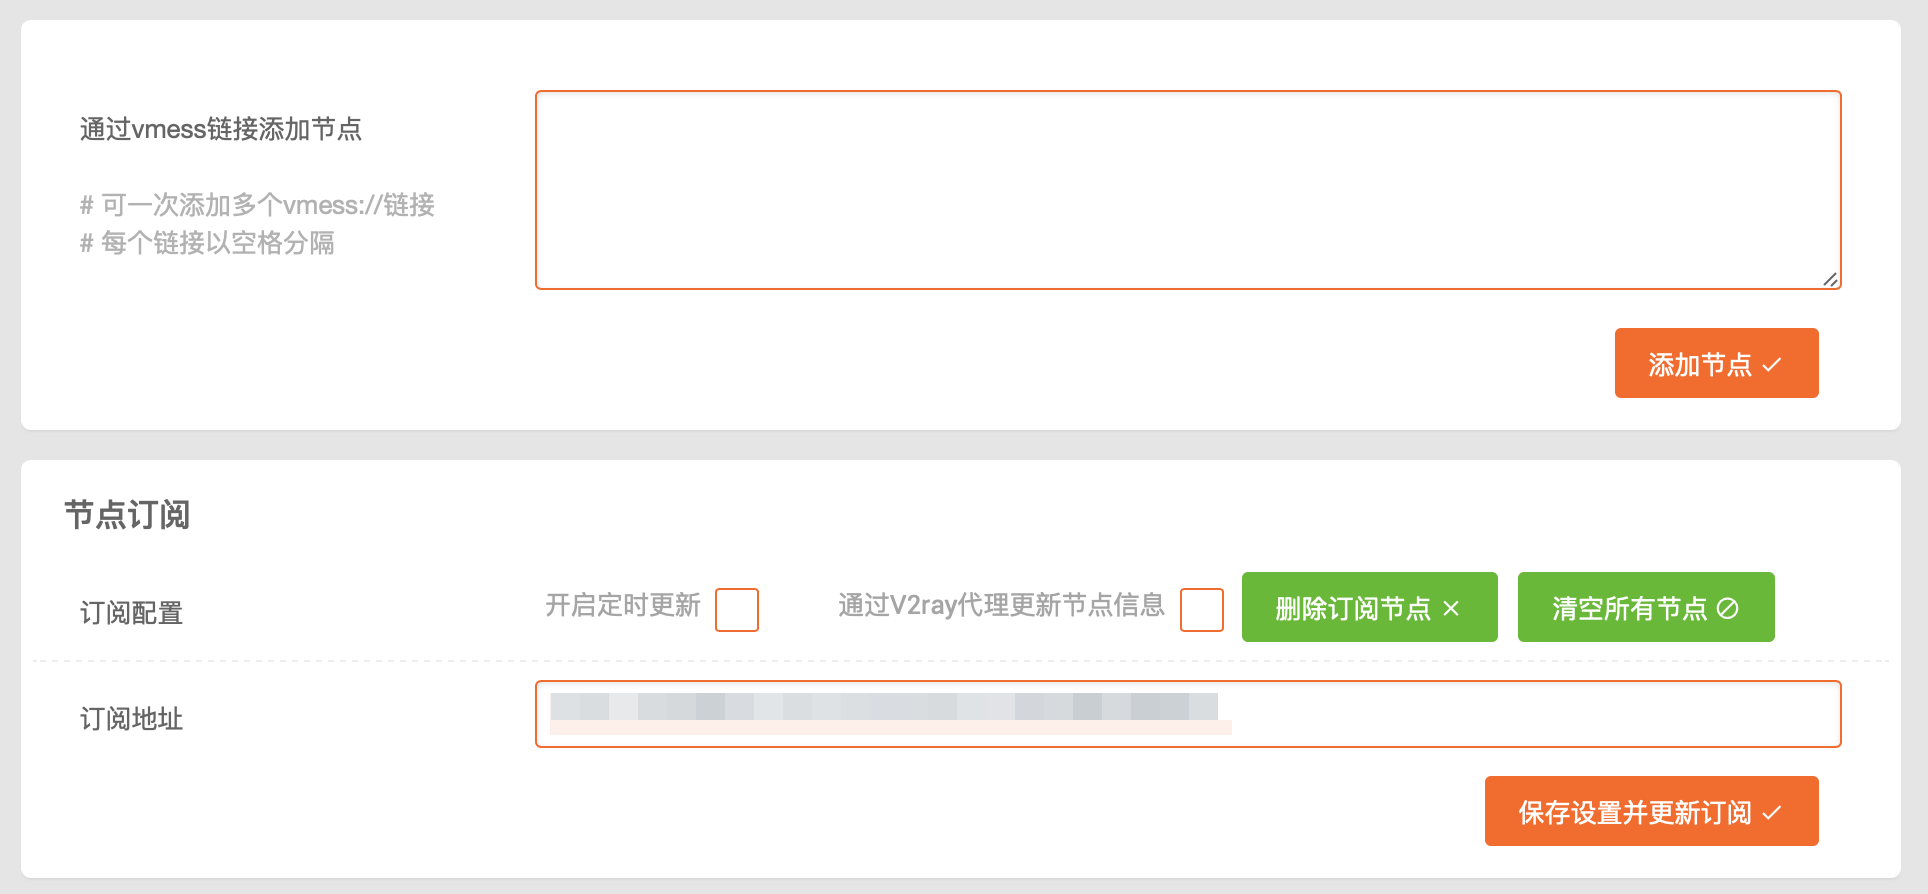 通过vmess链接添加节点
# 可一次添加多个vmess://链接
# 每个链接以空格分隔
添加节点
节点订阅
订阅配置
开启定时更新
通过V2ray代理更新节点信息
删除订阅节点
清空所有节点
订阅地址
保存设置并更新订阅